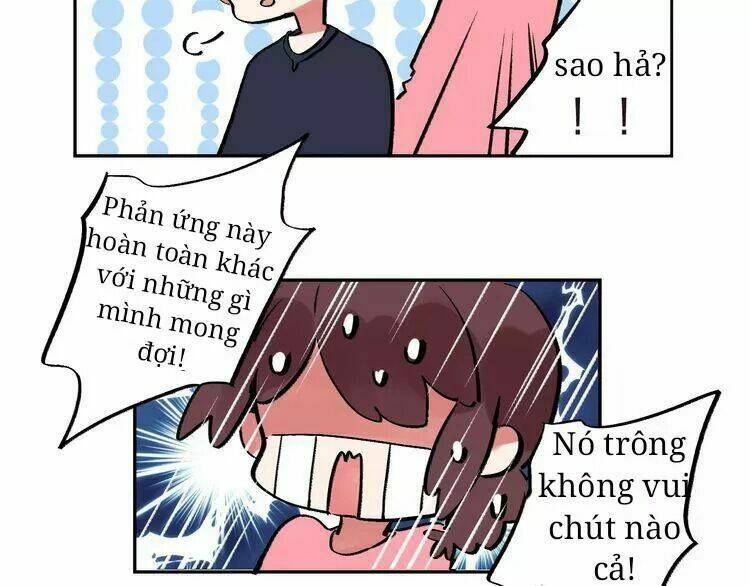 sao hả?
! !
Phản ứng này
hoàn toàn khác
với những gì
mình mong
đợi!
Nó trông
không vui
chút nào
cả!